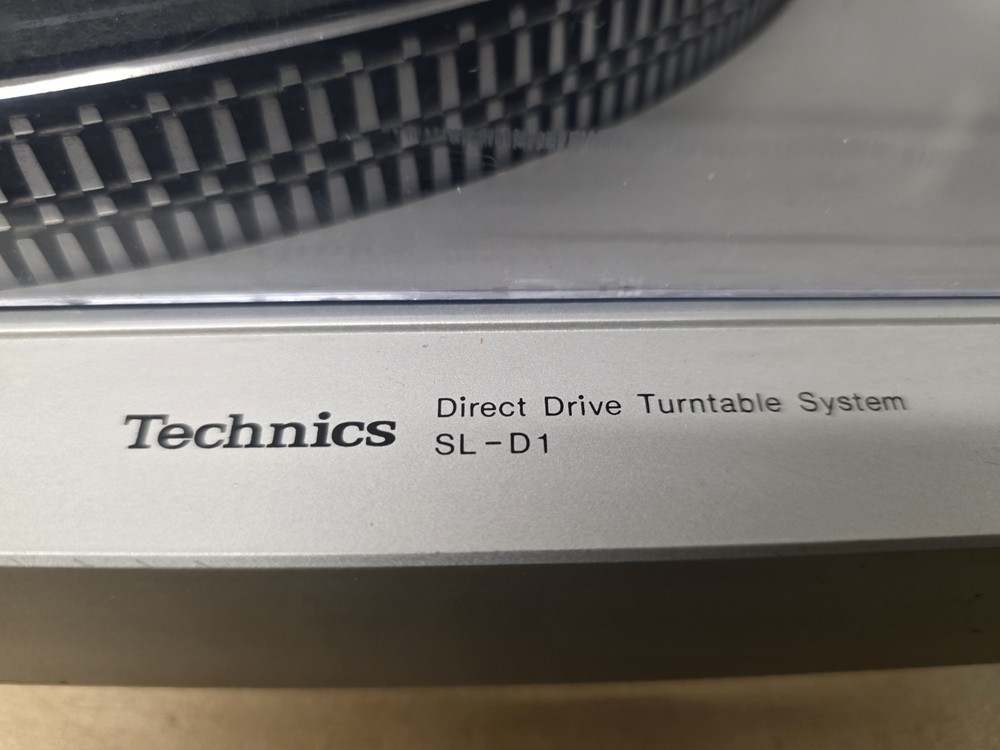 Technics
Direct Drive Turntable System
SL-D1